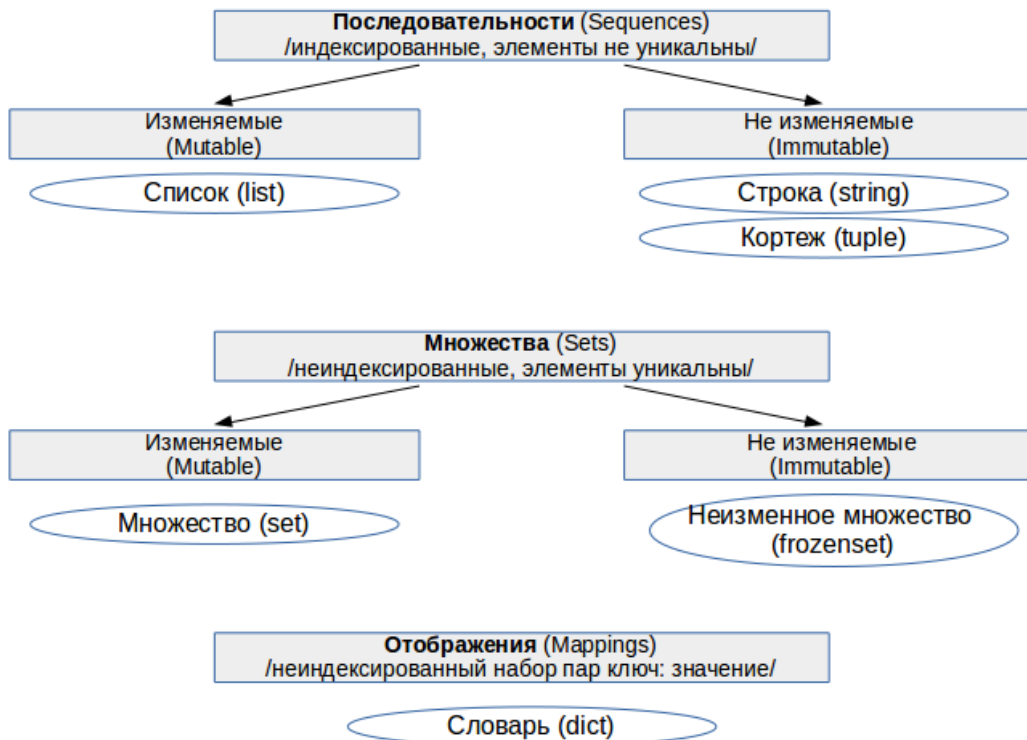 Последовательности (Sequences)
/индексированные, элементы не уникальны/
Изменяемые
(Mutable)
Не изменяемые
(Immutable)
Список (list)
Строка (string)
Кортеж (tuple)
Множества (Sets)
/неиндексированные, элементы уникальны/
Изменяемые
(Mutable)
Не изменяемые
(Immutable)
Множество (set)
Неизменное множество
(frozenset)
Отображения (Mappings)
/неиндексированный набор пар ключ: значение/
Словарь (dict)